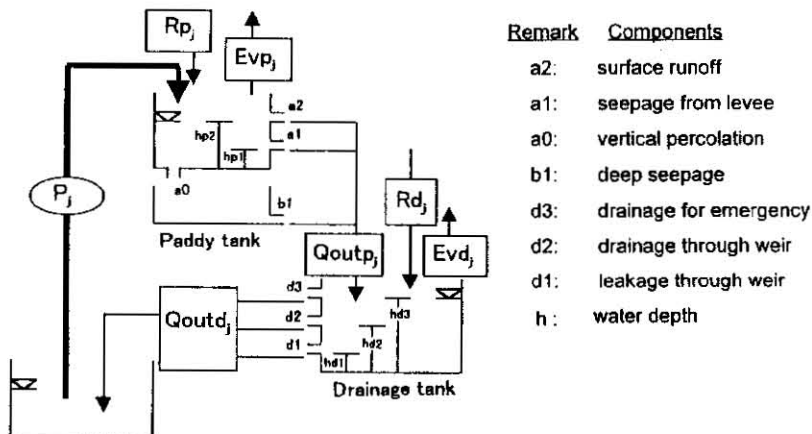 Rpj
Evpj
a2
a1
hp2
hp1
a0
b1
Pj
Paddy tank
Rdj
Qoutpj
Evdj
d3
d2
hd3
Qoutdj
hd2
d1
hd1
Drainage tank
Remark Components
a2: surface runoff
a1: seepage from levee
a0: vertical percolation
b1: deep seepage
d3: drainage for emergency
d2: drainage through weir
d1: leakage through weir
h : water depth